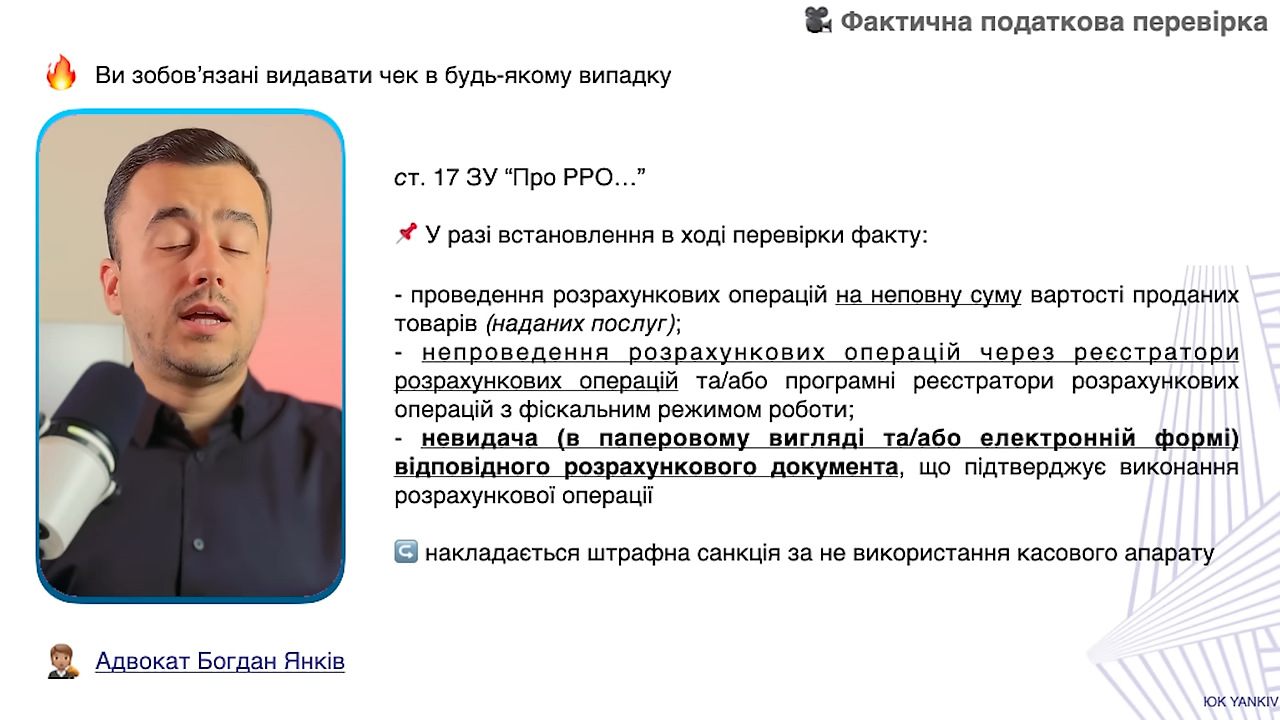 Фактична податкова перевірка
Ви зобов’язані видавати чек в будь-якому випадку
ст. 17 ЗУ “Про РРО…”
У разі встановлення в ході перевірки факту:
- проведення розрахункових операцій на неповну суму вартості проданих
товарів (наданих послуг);
- непроведення розрахункових операцій через реєстратори
розрахункових операцій та/або програмні реєстратори розрахункових
операцій з фіскальним режимом роботи;
- невидача (в паперовому вигляді та/або електронній формі)
відповідного розрахункового документа, що підтверджує виконання
розрахункової операції
накладається штрафна санкція за не використання касового апарату
Адвокат Богдан Янків
ЮК YANKIV